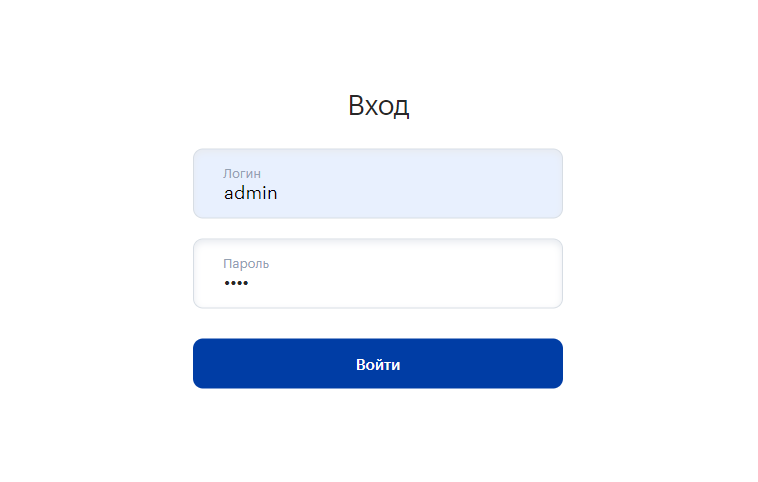 Вход
Логин
admin
Пароль
••••
Войти